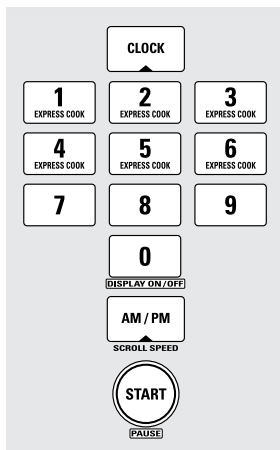 CLOCK
1 2 3
EXPRESS COOK EXPRESS COOK EXPRESS COOK
4 5 6
EXPRESS COOK EXPRESS COOK EXPRESS COOK
7 8 9
0
DISPLAY ON/OFF
AM / PM
SCROLL SPEED
START
PAUSE